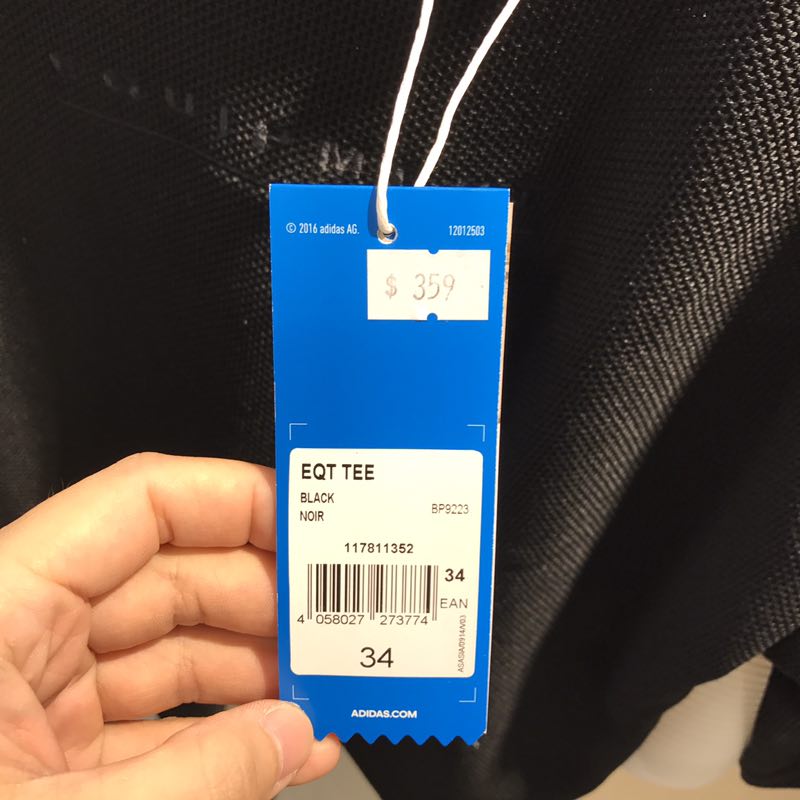 © 2016 adidas AG.
12012503
$ 359
EQT TEE
BLACK
NOIR
BP9223
117811352
34
EAN
4 058027 273774
34
ADIDAS.COM